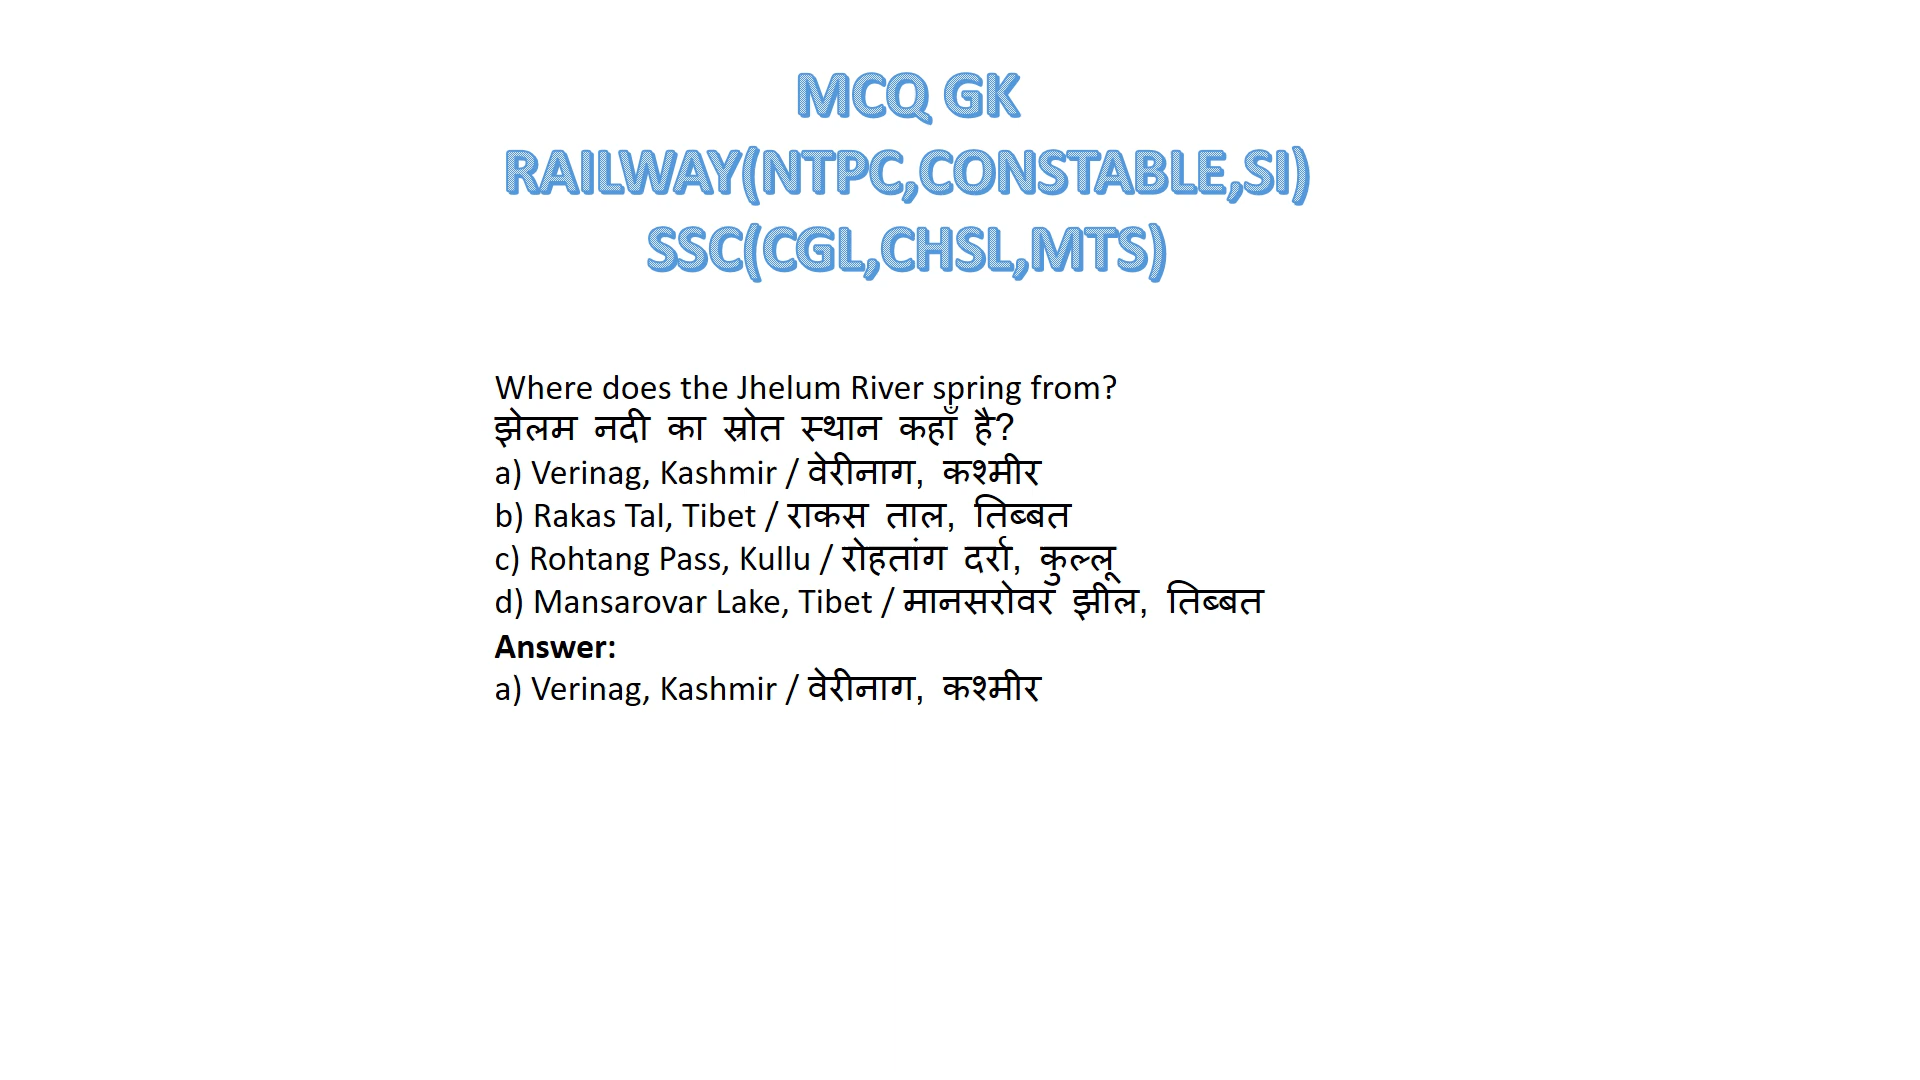 MCQ GK
RAILWAY(NTPC,CONSTABLE,SI)
SSC(CGL,CHSL,MTS)
Where does the Jhelum River spring from?
झेलम नदी का स्रोत स्थान कहाँ है?
a) Verinag, Kashmir / वेरीनाग, कश्मीर
b) Rakas Tal, Tibet / राकस ताल, तिब्बत
c) Rohtang Pass, Kullu / रोहतांग दर्रा, कुल्लू
d) Mansarovar Lake, Tibet / मानसरोवर झील, तिब्बत
Answer:
a) Verinag, Kashmir / वेरीनाग, कश्मीर